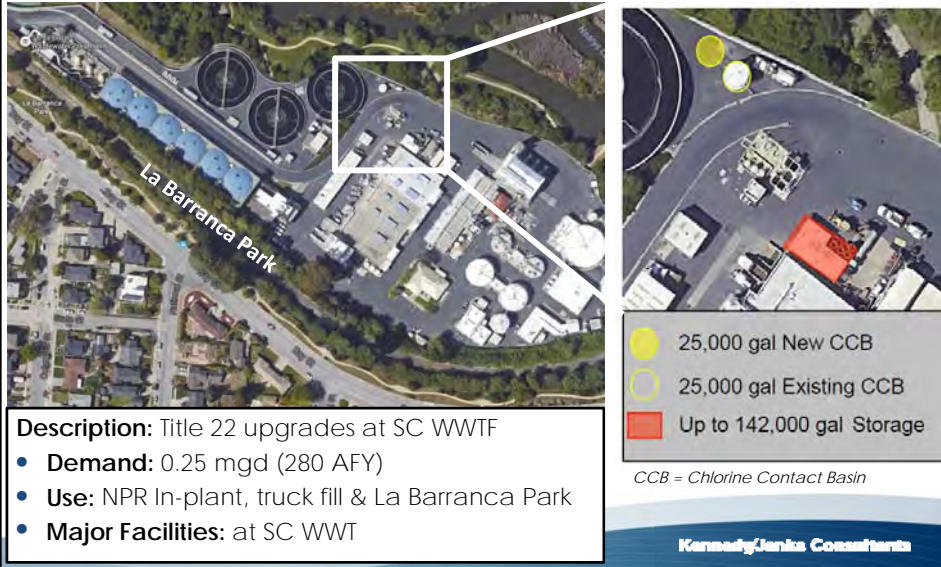 La Barranca
Park
La Barranca Park
25,000 gal New CCB
25,000 gal Existing CCB
Up to 142,000 gal Storage
CCB = Chlorine Contact Basin
Description: Title 22 upgrades at SC WWTF
• Demand: 0.25 mgd (280 AFY)
• Use: NPR In-plant, truck fill & La Barranca Park
• Major Facilities: at SC WWT
Kennedy/Jenks Consultants